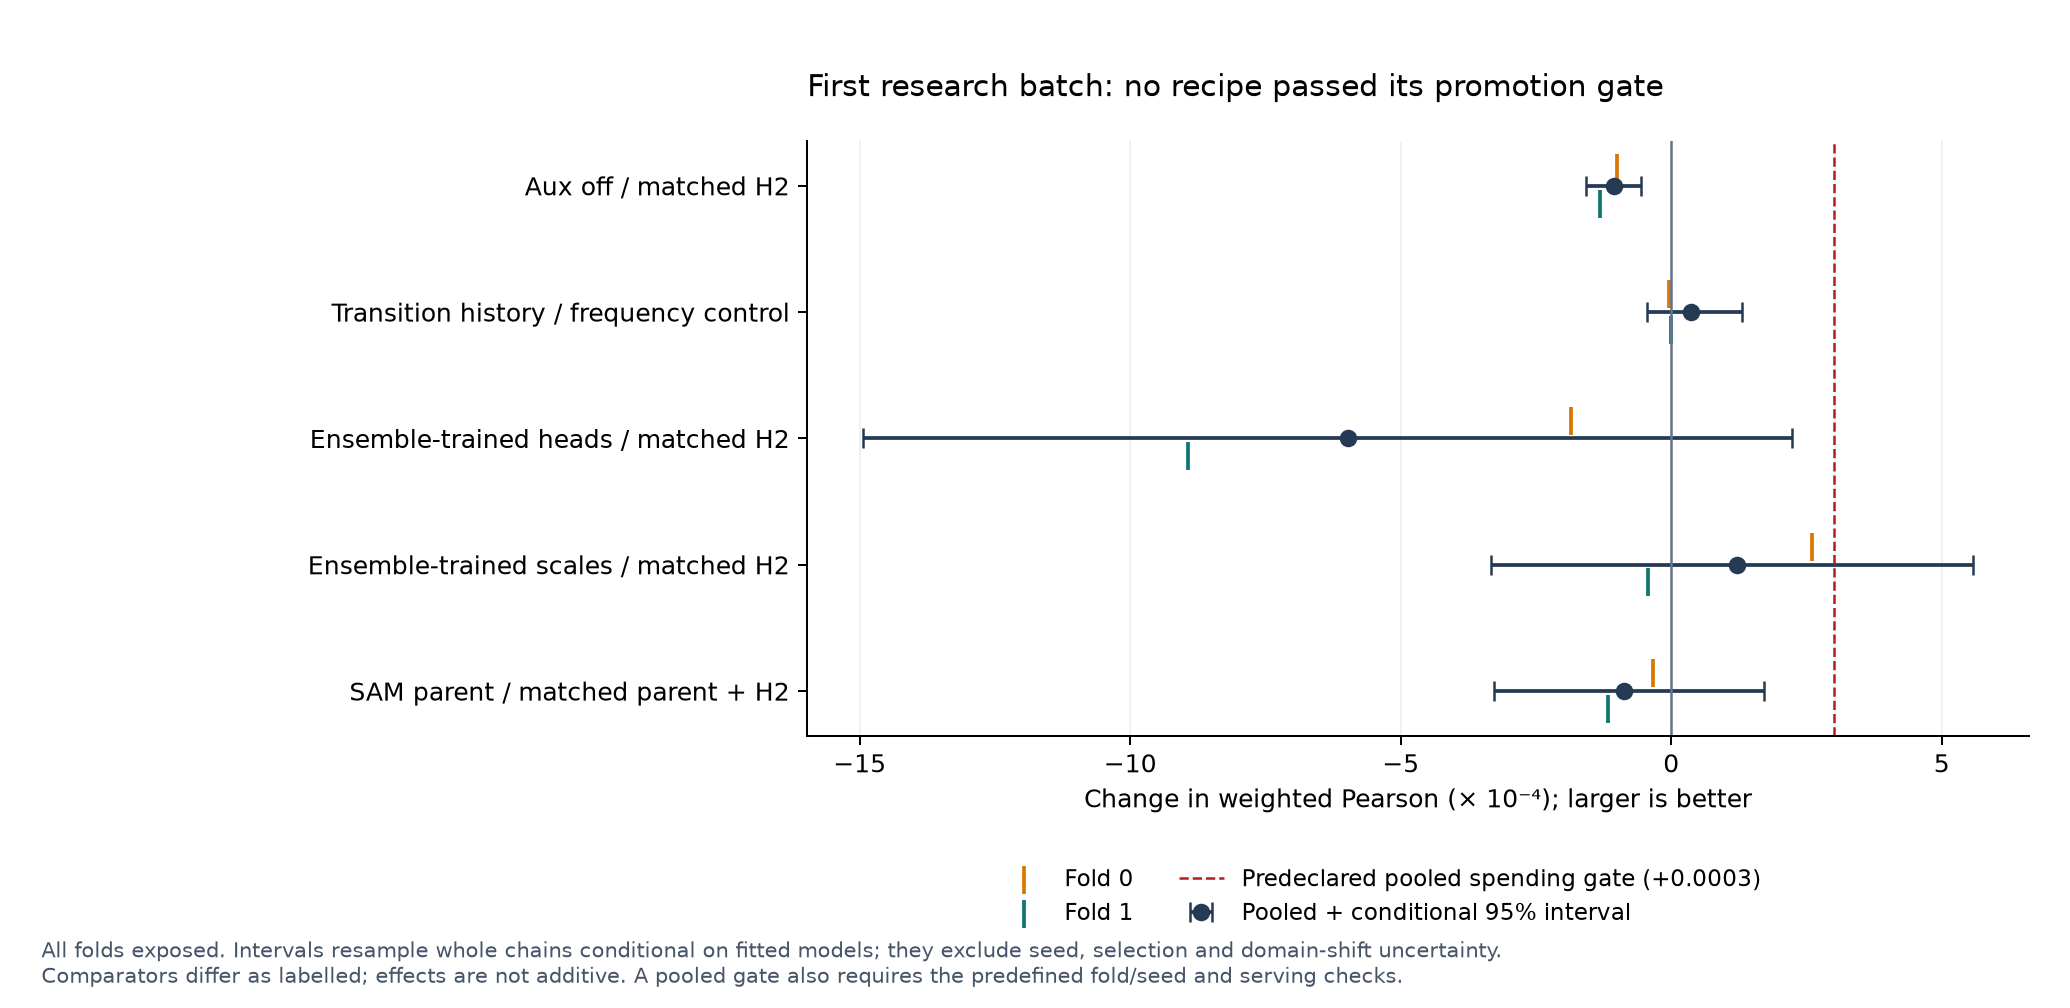 First research batch: no recipe passed its promotion gate
Aux off / matched H2
Transition history / frequency control
Ensemble-trained heads / matched H2
Ensemble-trained scales / matched H2
SAM parent / matched parent + H2
−15 −10 −5 0 5
Change in weighted Pearson (× 10⁻⁴); larger is better
Fold 0 Predeclared pooled spending gate (+0.0003)
Fold 1 Pooled + conditional 95% interval
All folds exposed. Intervals resample whole chains conditional on fitted models; they exclude seed, selection and domain-shift uncertainty.
Comparators differ as labelled; effects are not additive. A pooled gate also requires the predefined fold/seed and serving checks.